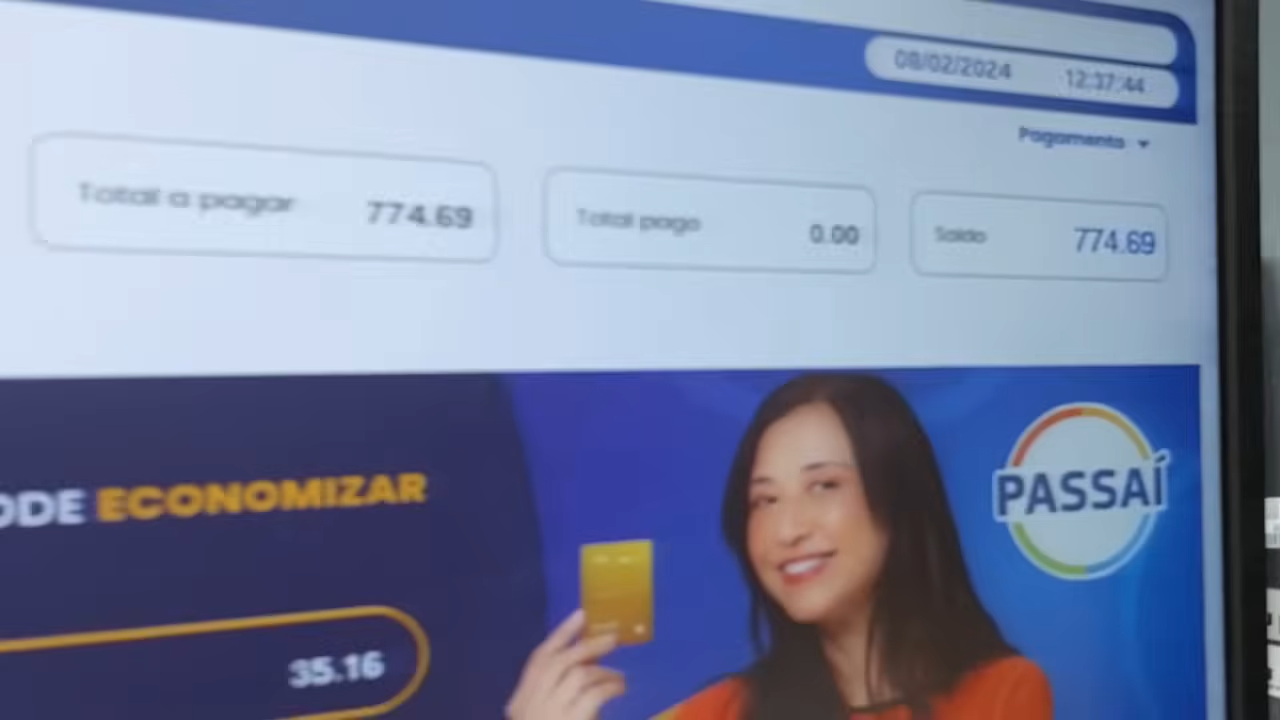 08/02/2024 12:37:44
Pagamento
Total a pagar 774.69
Total pago 0.00
Saldo 774.69
PASSAÍ
ODE ECONOMIZAR
35.16